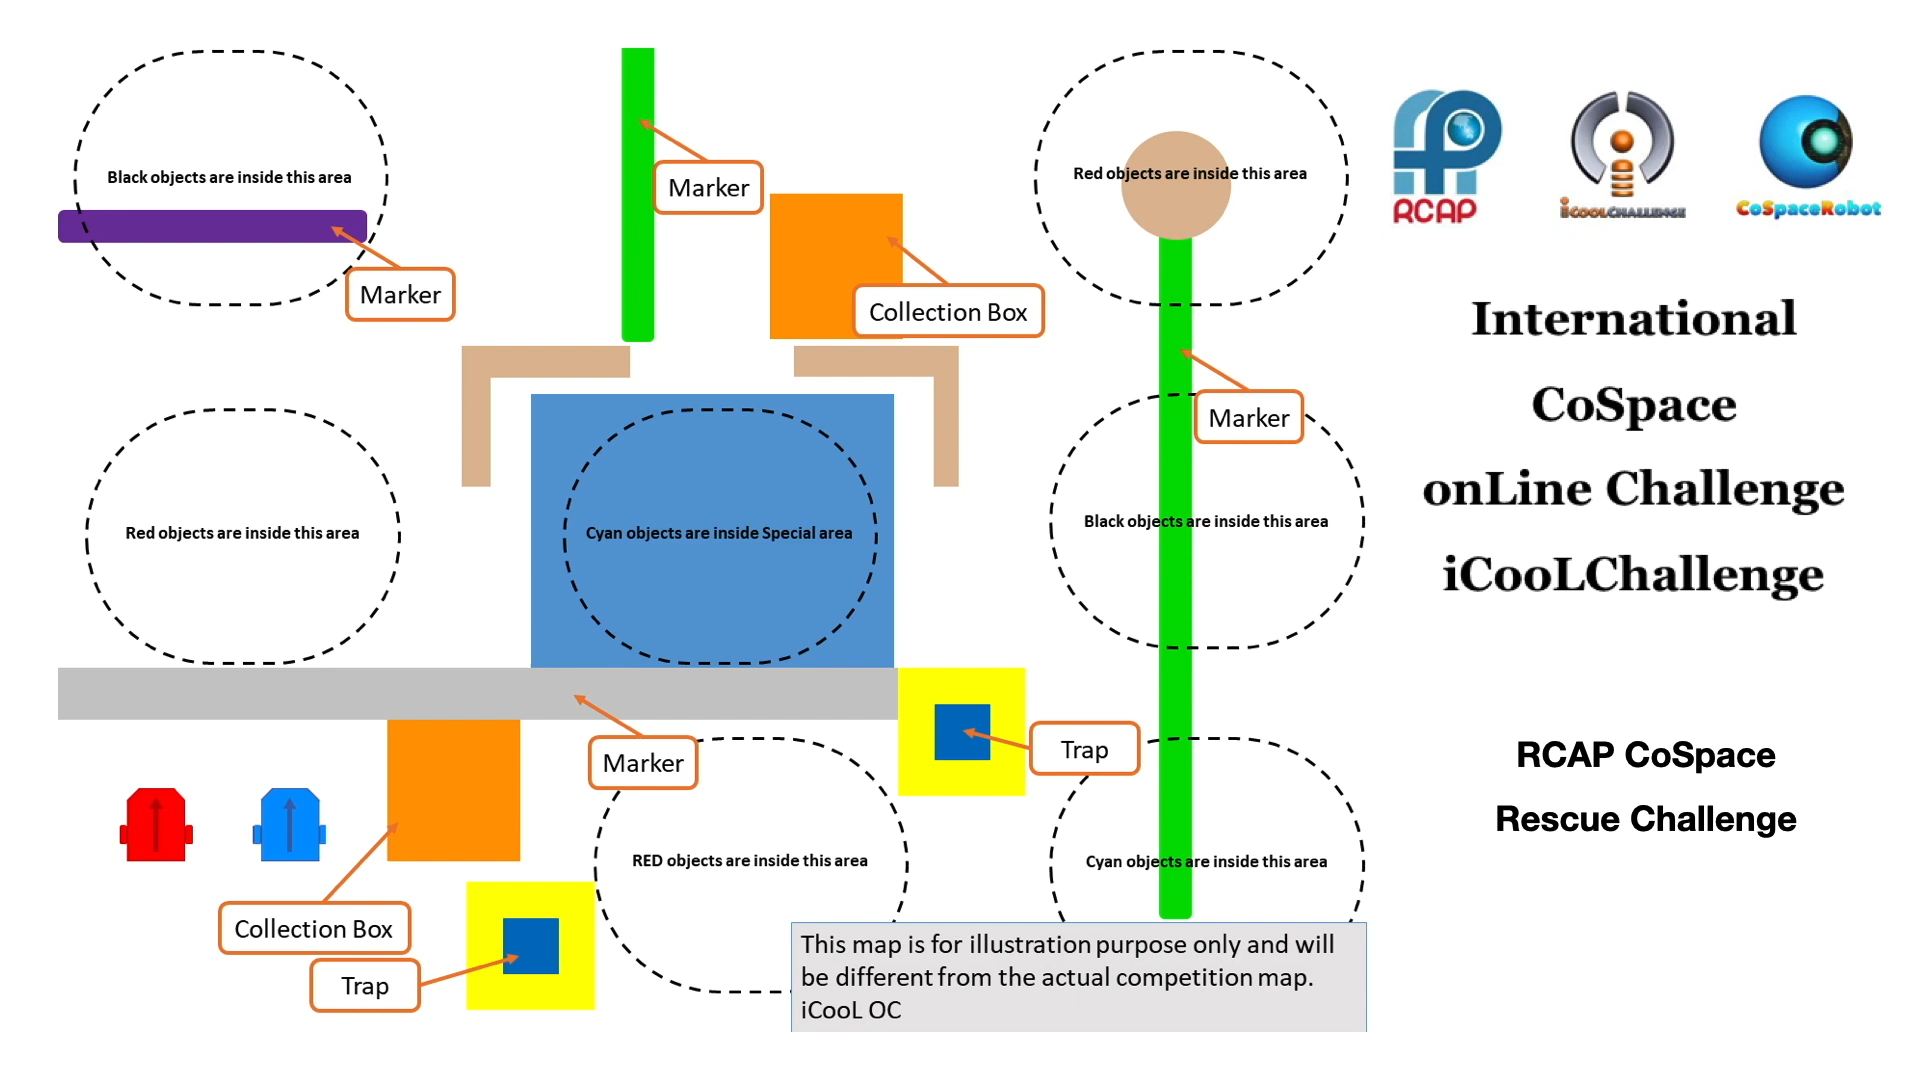 Black objects are inside this area
Marker
Marker
Collection Box
Red objects are inside this area
Marker
Red objects are inside this area
Cyan objects are inside Special area
Black objects are inside this area
Marker
Trap
RED objects are inside this area
Cyan objects are inside this area
Collection Box
Trap
This map is for illustration purpose only and will
be different from the actual competition map.
iCooL OC
RCAP
iCOOLCHALLENGE
CoSpaceRobot
International
CoSpace
onLine Challenge
iCooLChallenge
RCAP CoSpace
Rescue Challenge